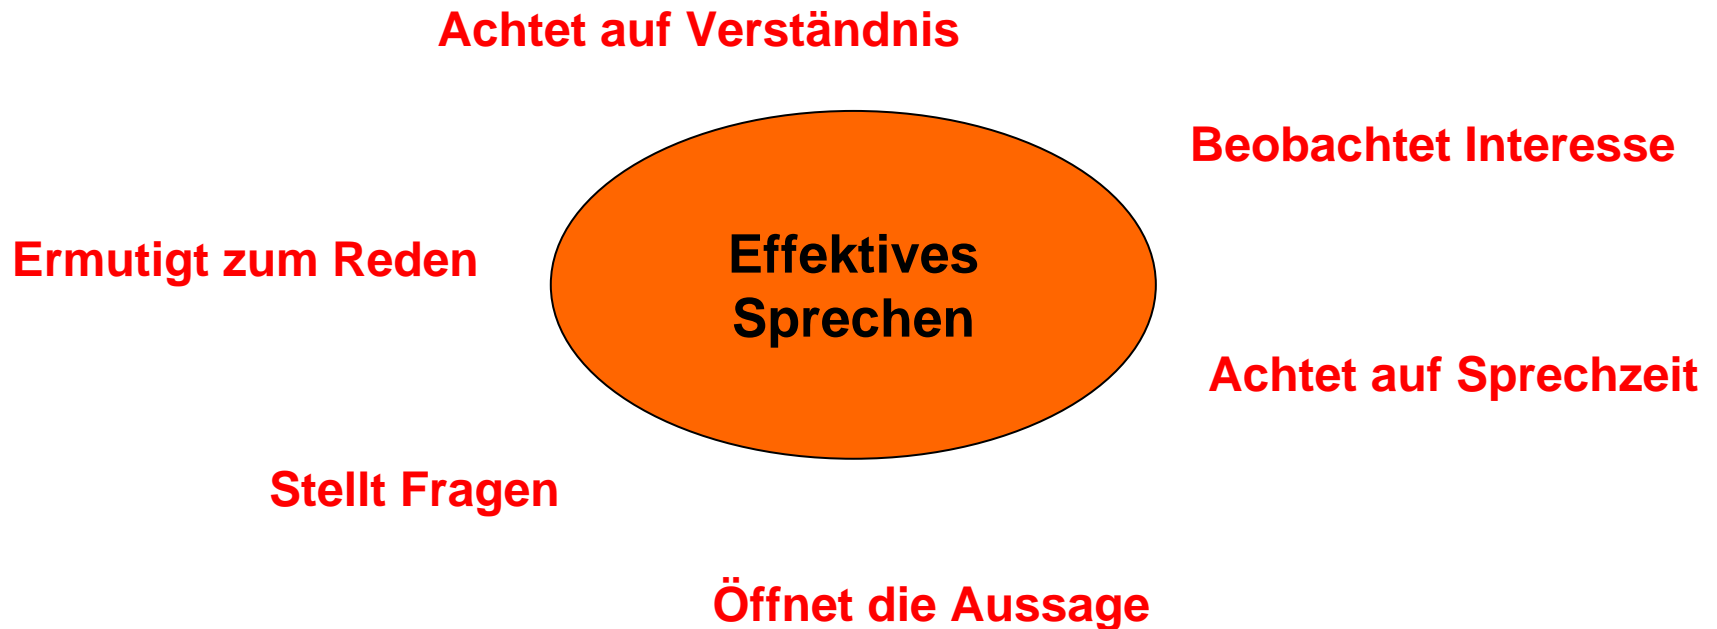 Achtet auf Verständnis
Beobachtet Interesse
Ermutigt zum Reden
Effektives
Sprechen
Achtet auf Sprechzeit
Stellt Fragen
Öffnet die Aussage